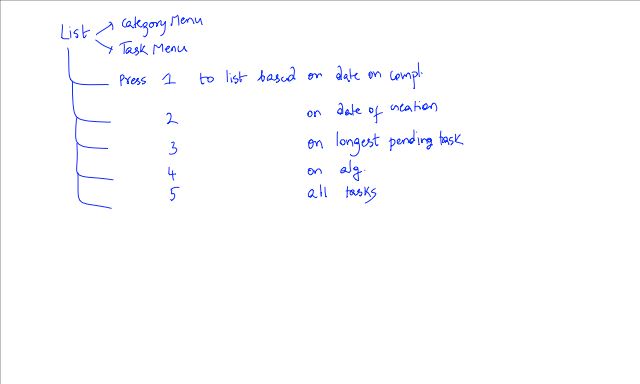 List
Category Menu
Task Menu
Press 1 to list based on date on compl.
2 on date of creation
3 on longest pending task
4 on alg.
5 all tasks